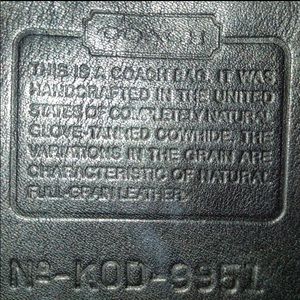 COACH
THIS IS A COACH BAG. IT WAS
HANDCRAFTED IN THE UNITED
STATES OF COMPLETELY NATURAL
GLOVE-TANNED COWHIDE. THE
VARIATIONS IN THE GRAIN ARE
CHARACTERISTIC OF NATURAL
FULL-GRAIN LEATHER.
Nº-KOD-9951